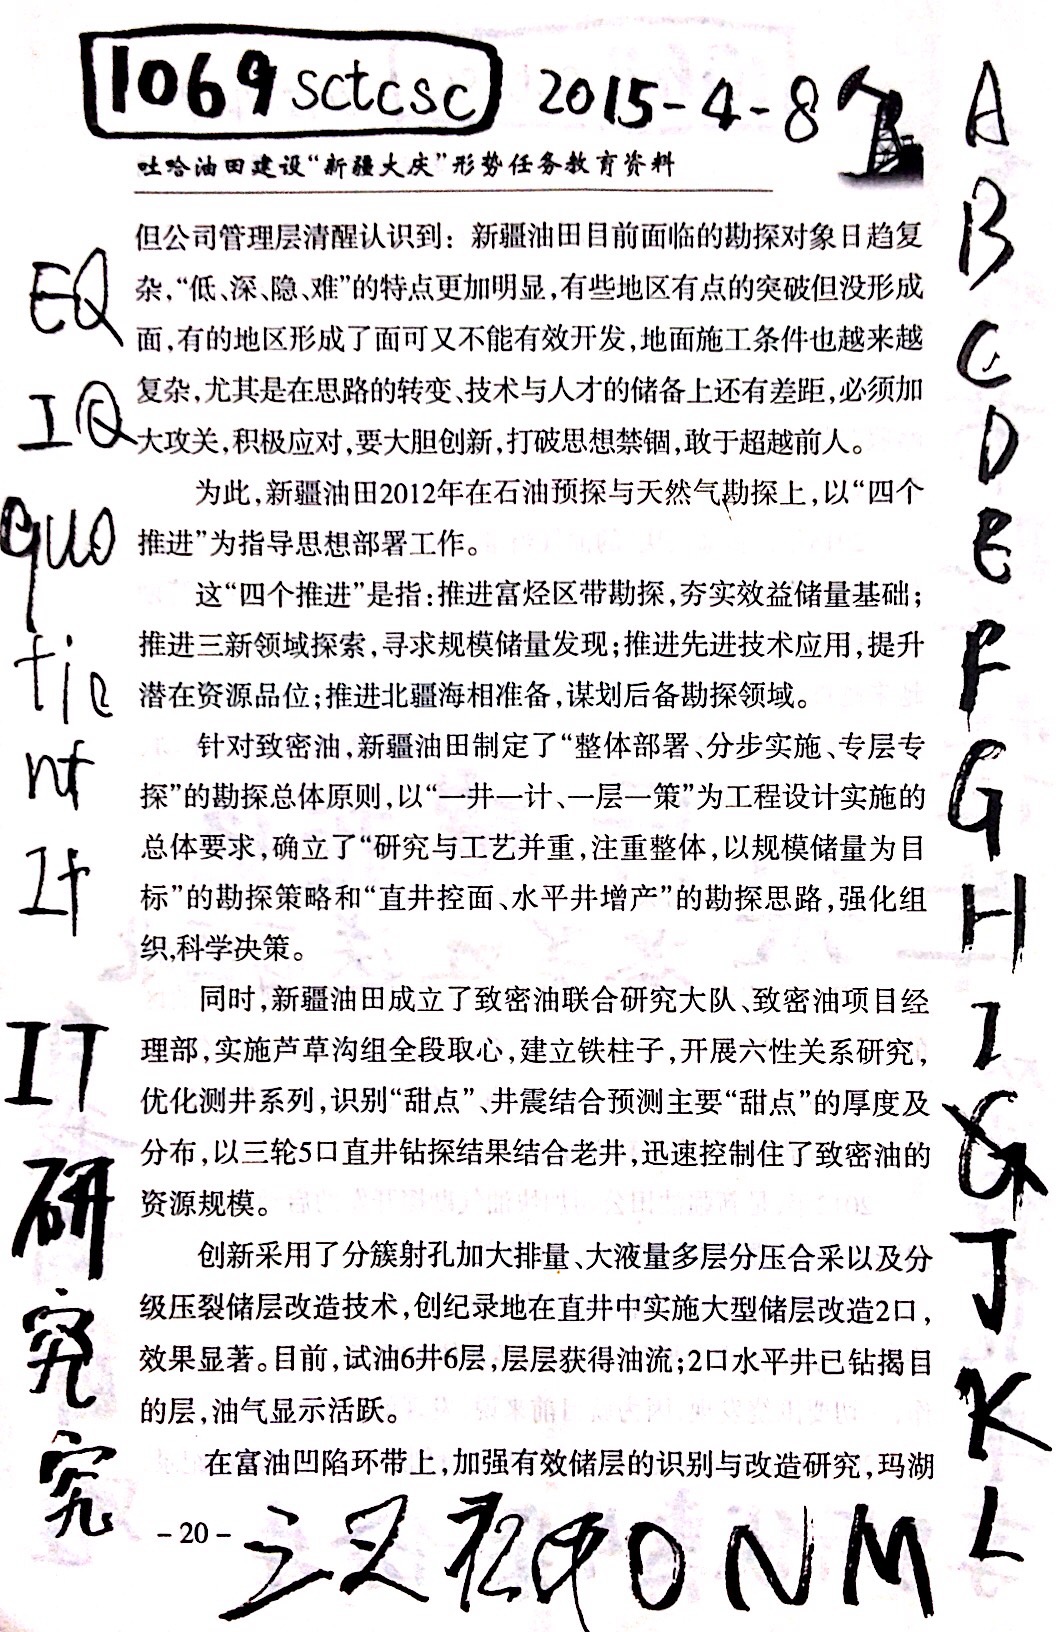 1069 sctcsc 2015-4-8
吐哈油田建设“新疆大庆”形势任务教育资料
但公司管理层清醒认识到：新疆油田目前面临的勘探对象日趋复
杂，“低、深、隐、难”的特点更加明显，有些地区有点的突破但没形成
面，有的地区形成了面可又不能有效开发，地面施工条件也越来越
复杂，尤其是在思路的转变、技术与人才的储备上还有差距，必须加
大攻关，积极应对，要大胆创新，打破思想禁锢，敢于超越前人。
为此，新疆油田2012年在石油预探与天然气勘探上，以“四个
推进”为指导思想部署工作。
这“四个推进”是指：推进富烃区带勘探，夯实效益储量基础；
推进三新领域探索，寻求规模储量发现；推进先进技术应用，提升
潜在资源品位；推进北疆海相准备，谋划后备勘探领域。
针对致密油，新疆油田制定了“整体部署、分步实施、专层专
探”的勘探总体原则，以“一井一计、一层一策”为工程设计实施的
总体要求，确立了“研究与工艺并重，注重整体，以规模储量为目
标”的勘探策略和“直井控面、水平井增产”的勘探思路，强化组
织，科学决策。
同时，新疆油田成立了致密油联合研究大队、致密油项目经
理部，实施芦草沟组全段取心，建立铁柱子，开展六性关系研究，
优化测井系列，识别“甜点”、井震结合预测主要“甜点”的厚度及
分布，以三轮5口直井钻探结果结合老井，迅速控制住了致密油的
资源规模。
创新采用了分簇射孔加大排量、大液量多层分压合采以及分
级压裂储层改造技术，创纪录地在直井中实施大型储层改造2口，
效果显著。目前，试油6井6层，层层获得油流；2口水平井已钻揭目
的层，油气显示活跃。
在富油凹陷环带上，加强有效储层的识别与改造研究，玛湖
－20－
EQ
IQ
quo
tie
nt
It
IT
研
究
究
A
B
C
D
E
F
G
H
I
G
J
K
L
O N M